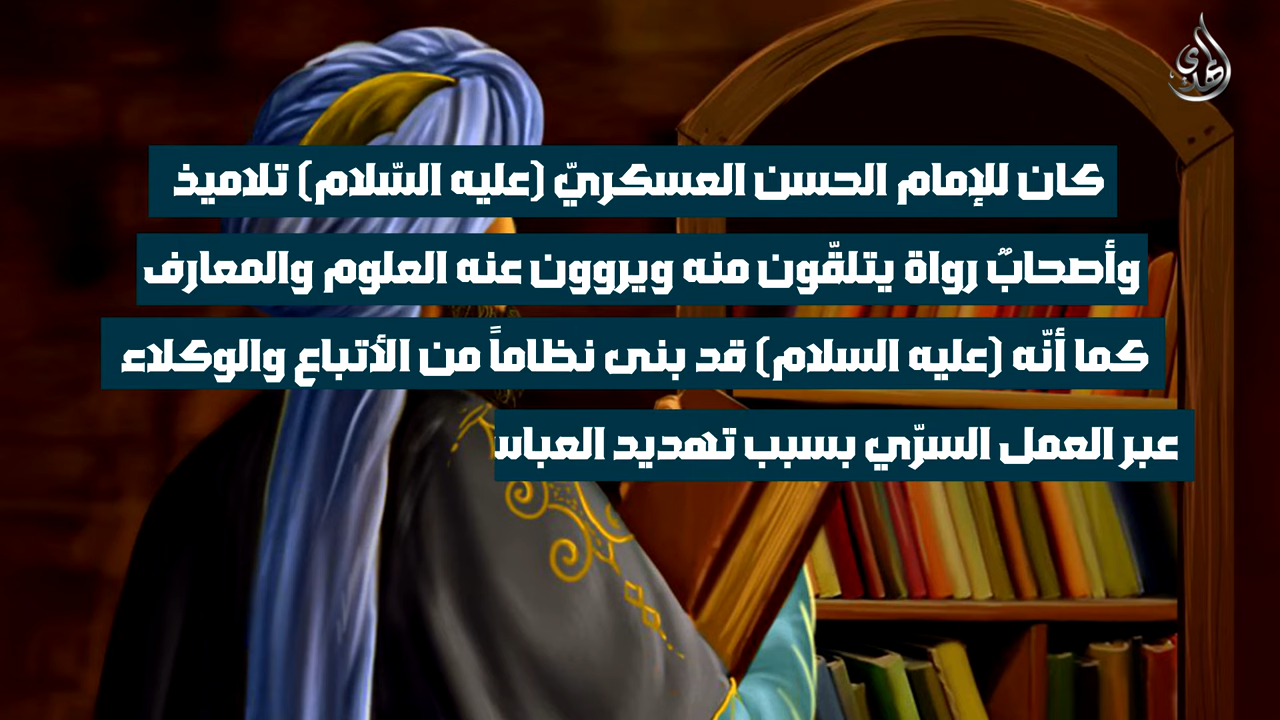 الهدى
كان للإمام الحسن العسكريّ (عليه السّلام) تلاميذ
وأصحابٌ رواة يتلقّون منه ويروون عنه العلوم والمعارف
كما أنّه (عليه السلام) قد بنى نظاماً من الأتباع والوكلاء
عبر العمل السرّي بسبب تهديد العباس